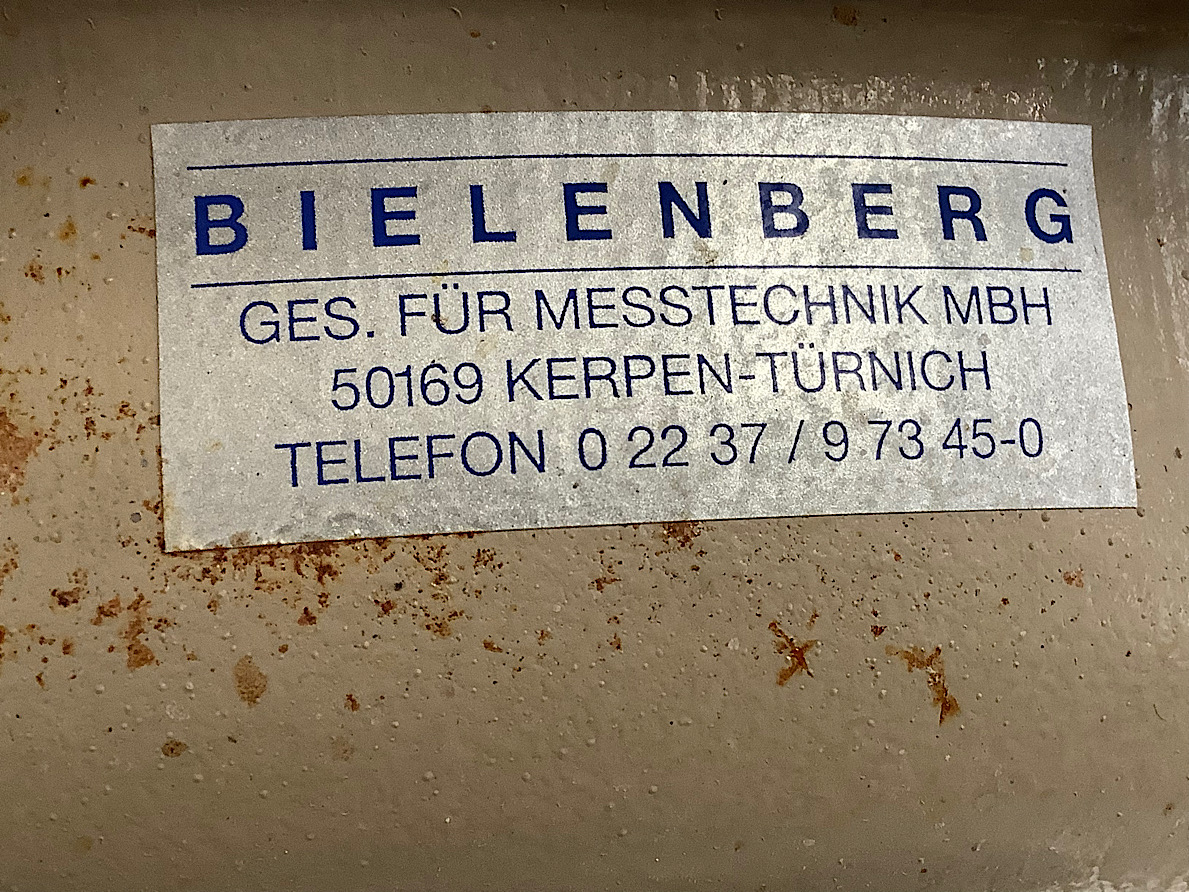 BIELENBERG
GES. FÜR MESSTECHNIK MBH
50169 KERPEN-TÜRNICH
TELEFON 0 22 37 / 9 73 45-0